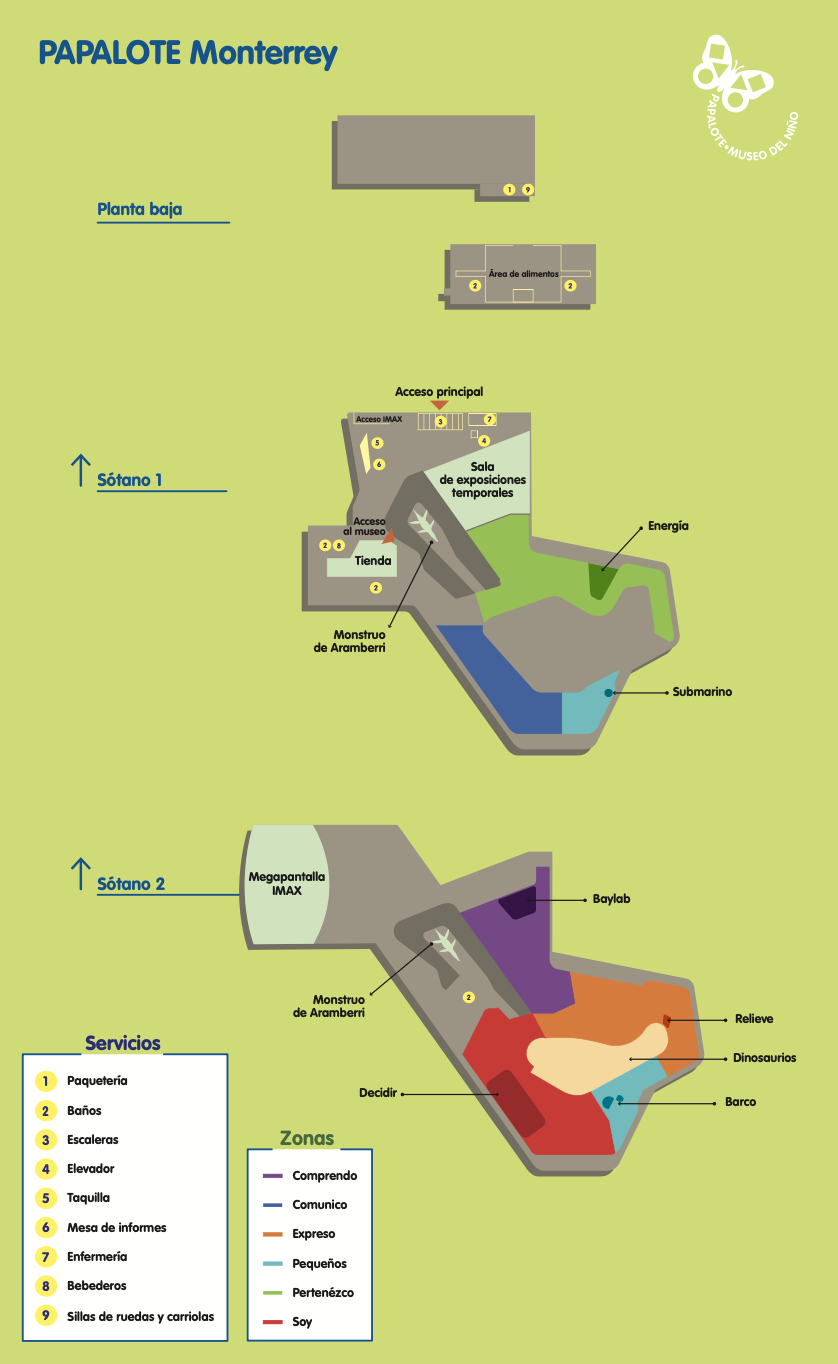 PAPALOTE Monterrey
PAPALOTE•MUSEO DEL NIÑO
1
9
Planta baja
Área de alimentos
2
2
Acceso principal
Acceso IMAX
3
7
5
4
6
Sala
de exposiciones
temporales
Sótano 1
Acceso
al museo
Energía
2
8
Tienda
2
Monstruo
de Aramberri
Submarino
Megapantalla
IMAX
Sótano 2
Baylab
2
Monstruo
de Aramberri
Relieve
Dinosaurios
Decidir
Barco
Servicios
1 Paquetería
2 Baños
3 Escaleras
4 Elevador
5 Taquilla
6 Mesa de informes
7 Enfermería
8 Bebederos
9 Sillas de ruedas y carriolas
Zonas
Comprendo
Comunico
Expreso
Pequeños
Pertenézco
Soy